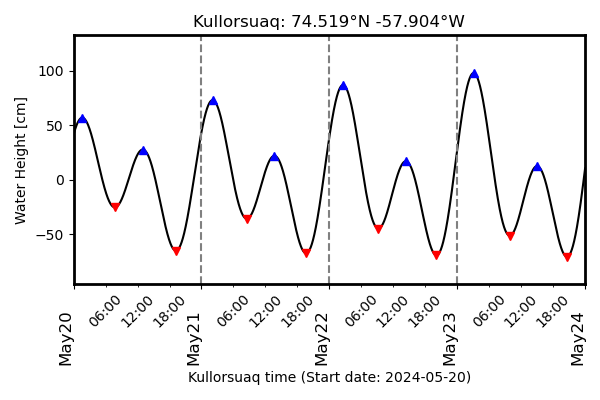 Kullorsuaq: 74.519°N -57.904°W
Water Height [cm]
100
50
0
−50
06:00 12:00 18:00 06:00 12:00 18:00 06:00 12:00 18:00 06:00 12:00 18:00
May20 May21 May22 May23 May24
Kullorsuaq time (Start date: 2024-05-20)